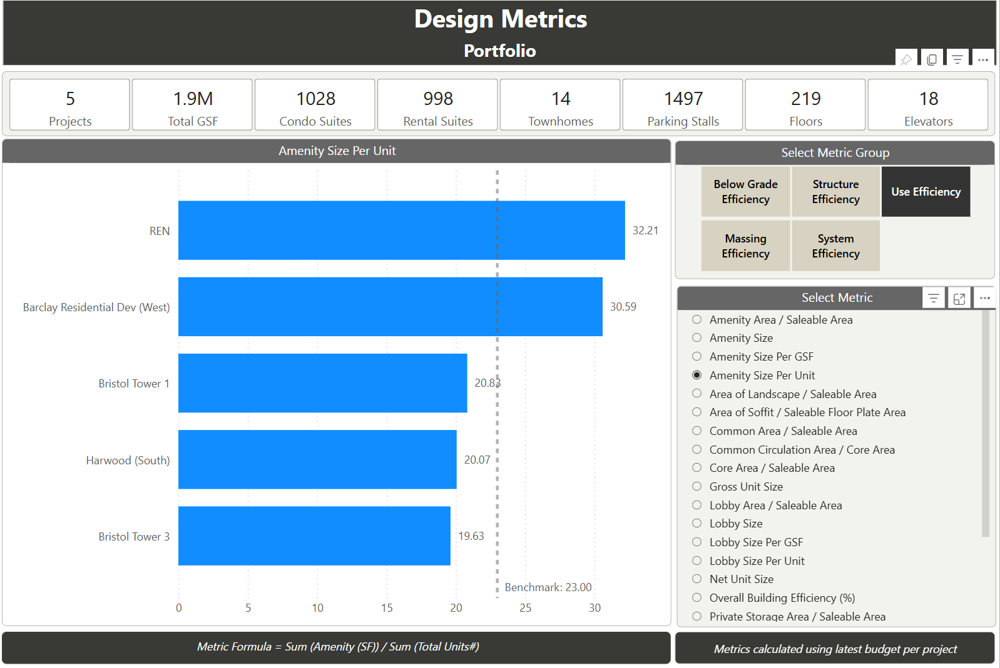 Design Metrics
Portfolio
5
Projects
1.9M
Total GSF
1028
Condo Suites
998
Rental Suites
14
Townhomes
1497
Parking Stalls
219
Floors
18
Elevators
Amenity Size Per Unit
REN
32.21
Barclay Residential Dev (West)
30.59
Bristol Tower 1
20.83
Harwood (South)
20.07
Bristol Tower 3
19.63
Benchmark: 23.00
0 5 10 15 20 25 30
Metric Formula = Sum (Amenity (SF)) / Sum (Total Units#)
Select Metric Group
Below Grade
Efficiency
Structure
Efficiency
Use Efficiency
Massing
Efficiency
System
Efficiency
Select Metric
Amenity Area / Saleable Area
Amenity Size
Amenity Size Per GSF
Amenity Size Per Unit
Area of Landscape / Saleable Area
Area of Soffit / Saleable Floor Plate Area
Common Area / Saleable Area
Common Circulation Area / Core Area
Core Area / Saleable Area
Gross Unit Size
Lobby Area / Saleable Area
Lobby Size
Lobby Size Per GSF
Lobby Size Per Unit
Net Unit Size
Overall Building Efficiency (%)
Private Storage Area / Saleable Area
Metrics calculated using latest budget per project